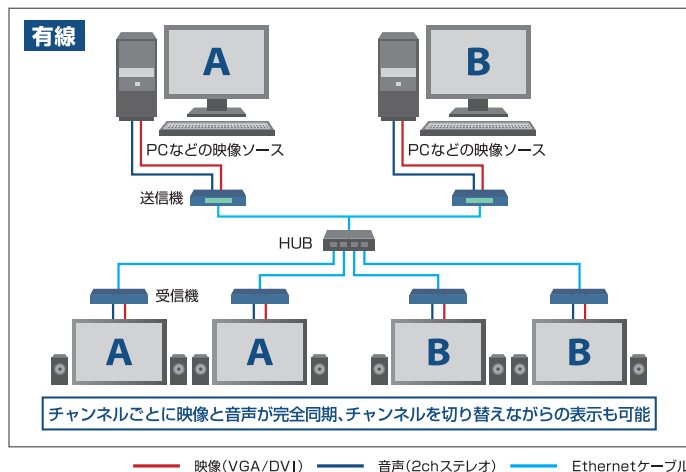 有線
A
B
PCなどの映像ソース
PCなどの映像ソース
送信機
HUB
受信機
A
A
B
B
チャンネルごとに映像と音声が完全同期、チャンネルを切り替えながらの表示も可能
映像(VGA/DVI)
音声(2chステレオ)
Ethernetケーブル